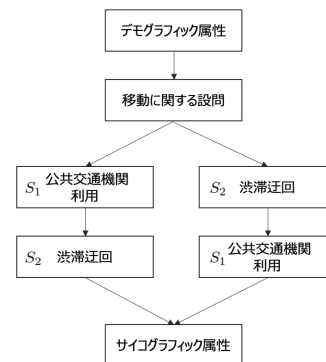 デモグラフィック属性
移動に関する設問
S₁ 公共交通機関
利用
S₂ 渋滞迂回
S₂ 渋滞迂回
S₁ 公共交通機関
利用
サイコグラフィック属性